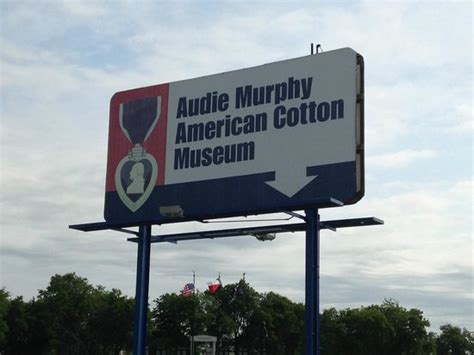 Audie Murphy
American Cotton
Museum